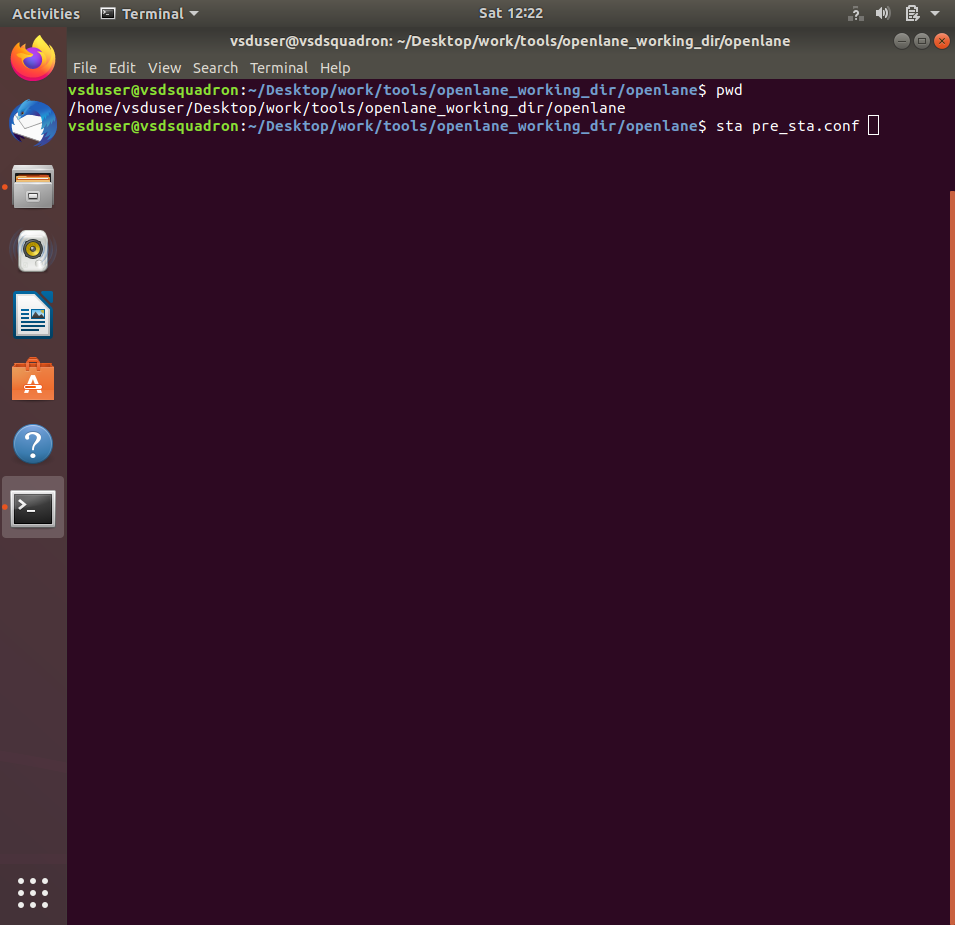 Activities Terminal Sat 12:22
vsduser@vsdsquadron: ~/Desktop/work/tools/openlane_working_dir/openlane
File Edit View Search Terminal Help
vsduser@vsdsquadron:~/Desktop/work/tools/openlane_working_dir/openlane$ pwd
/home/vsduser/Desktop/work/tools/openlane_working_dir/openlane
vsduser@vsdsquadron:~/Desktop/work/tools/openlane_working_dir/openlane$ sta pre_sta.conf